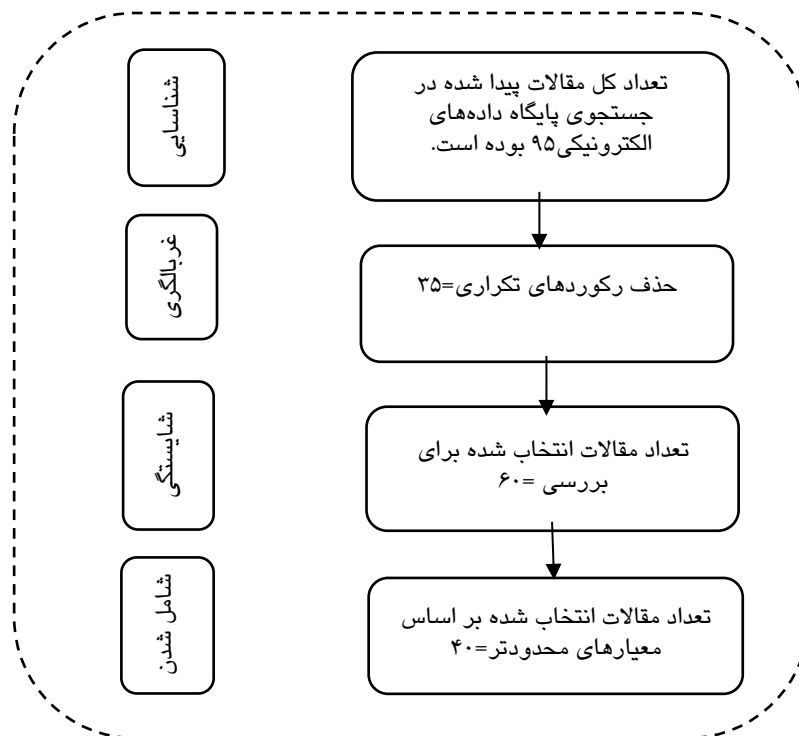 شناسایی
تعداد کل مقالات پیدا شده در
جستجوی پایگاه داده‌های
الکترونیکی۹۵ بوده است.
غربالگری
حذف رکوردهای تکراری=۳۵
شایستگی
تعداد مقالات انتخاب شده برای
بررسی =۶۰
شامل شدن
تعداد مقالات انتخاب شده بر اساس
معیارهای محدودتر=۴۰